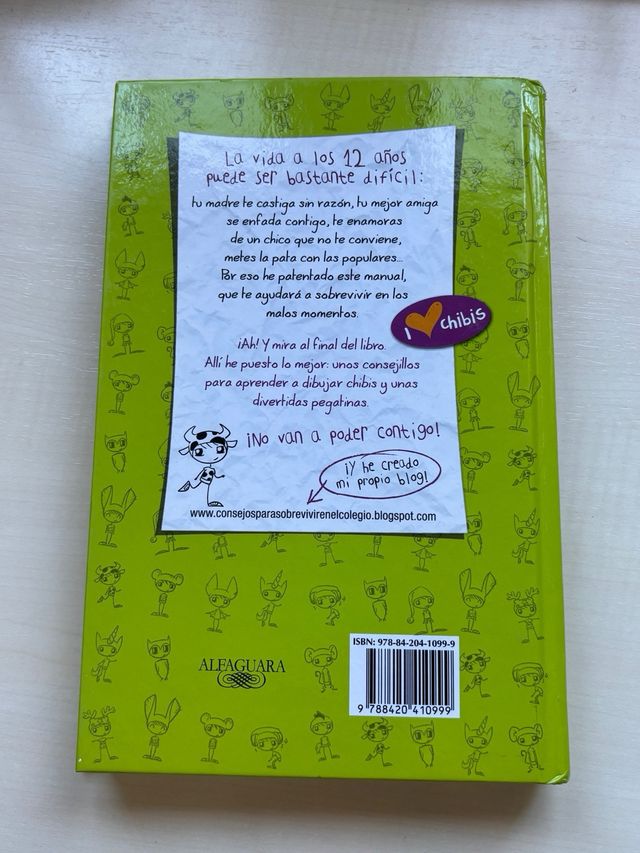 La vida a los 12 años
puede ser bastante difícil:
tu madre te castiga sin razón, tu mejor amiga
se enfada contigo, te enamoras
de un chico que no te conviene,
metes la pata con las populares...
Por eso he patentado este manual,
que te ayudará a sobrevivir en los
malos momentos.
I chibis
¡Ah! Y mira al final del libro.
Allí he puesto lo mejor: unos consejillos
para aprender a dibujar chibis y unas
divertidas pegatinas.
¡No van a poder contigo!
¡Y he creado
mi propio blog!
www.consejosparasobrevivirenelcolegio.blogspot.com
ALFAGUARA
ISBN: 978-84-204-1099-9
9 788420 410999